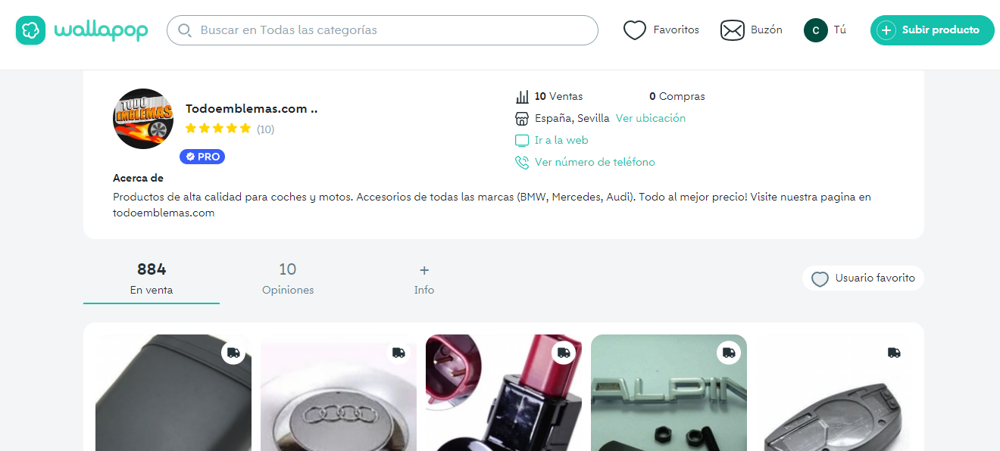 wallapop
Buscar en Todas las categorías
Favoritos
Buzón
C
Tú
Subir producto
TODO
EMBLEMAS
Todoemblemas.com ..
(10)
PRO
10 Ventas
0 Compras
España, Sevilla Ver ubicación
Ir a la web
Ver número de teléfono
Acerca de
Productos de alta calidad para coches y motos. Accesorios de todas las marcas (BMW, Mercedes, Audi). Todo al mejor precio! Visite nuestra pagina en
todoemblemas.com
884
En venta
10
Opiniones
+
Info
Usuario favorito
ALPIN